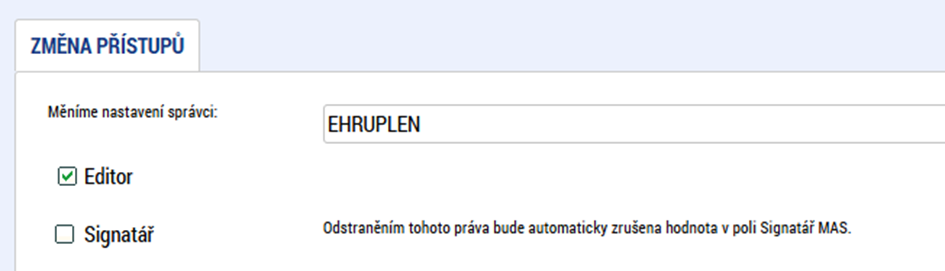 ZMĚNA PŘÍSTUPŮ
Měníme nastavení správci:
EHRUPLEN
Editor
Signatář
Odstraněním tohoto práva bude automaticky zrušena hodnota v poli Signatář MAS.